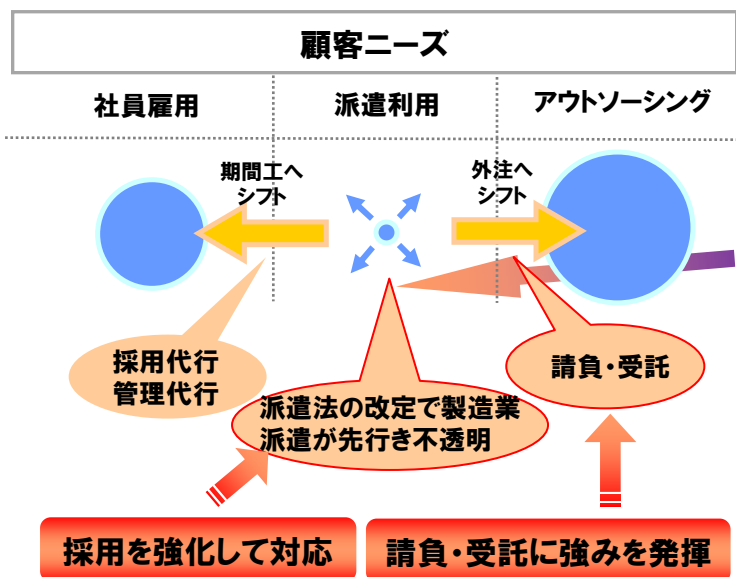 顧客ニーズ
社員雇用
派遣利用
アウトソーシング
期間工へ
シフト
外注へ
シフト
採用代行
管理代行
派遣法の改定で製造業
派遣が先行き不透明
請負・受託
採用を強化して対応
請負・受託に強みを発揮